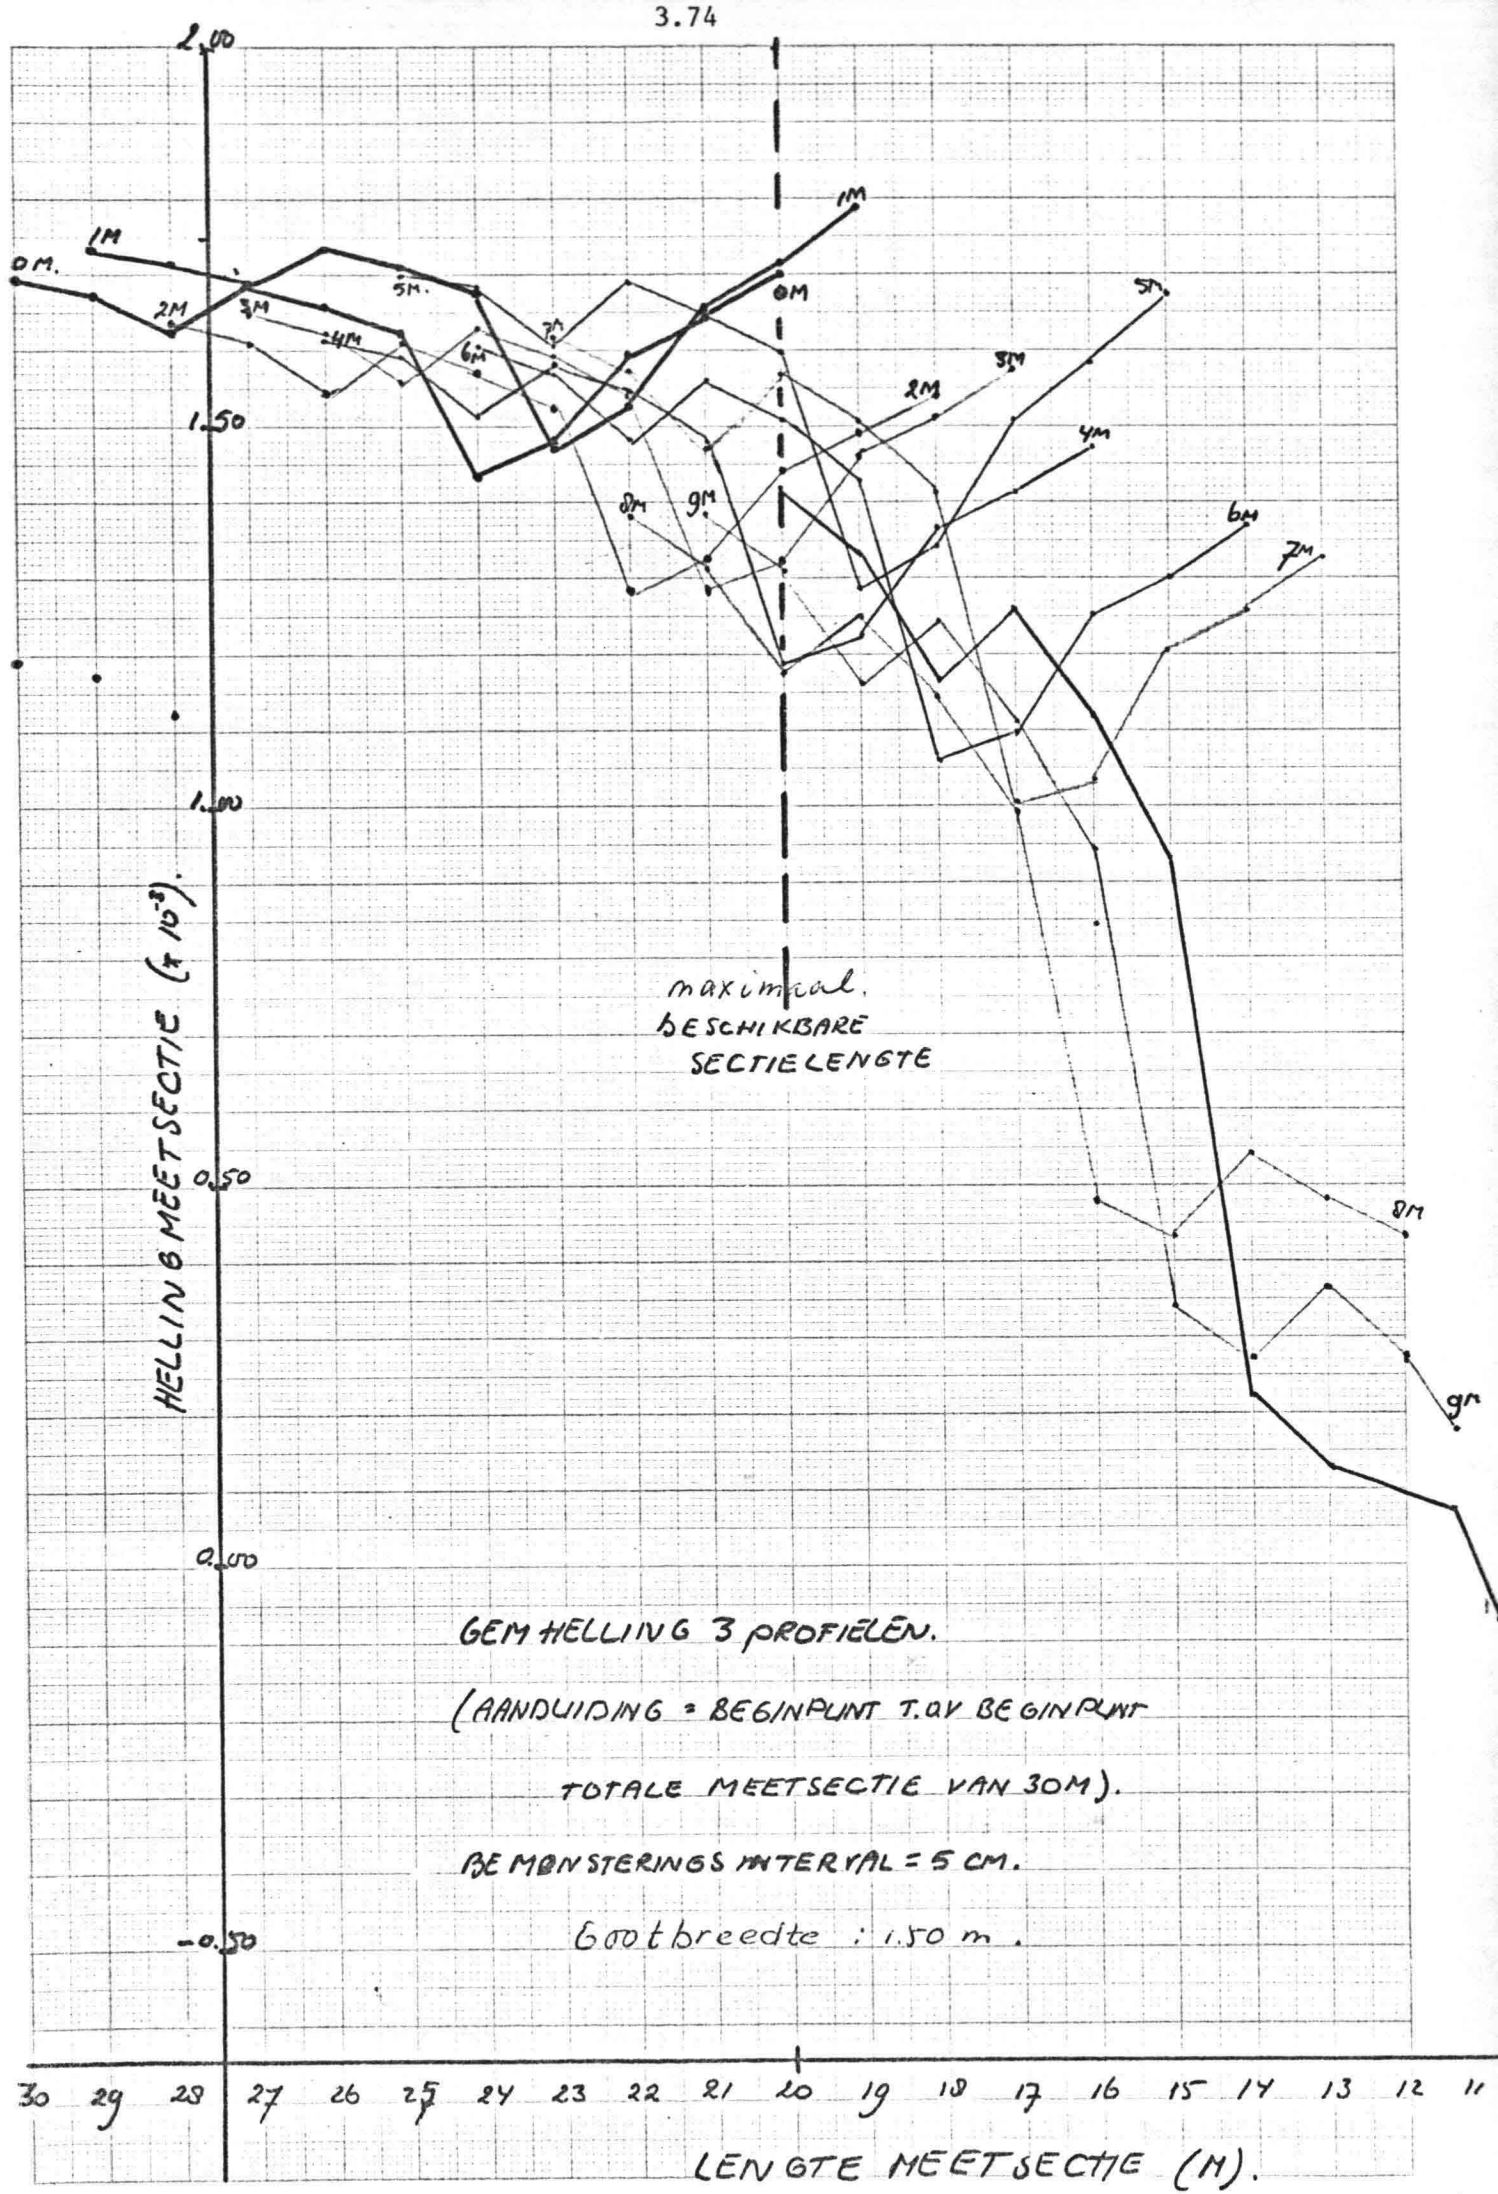 3.74
2.00
1M
1M
0M.
0M
5M.
5M
2M
3M
4M
7M
6M
3M
2M
1.50
4M
8M
9M
6M
7M
1.00
HELLING MEETSECTIE (* 10⁻³).
maximaal.
BESCHIKBARE
SECTIELENGTE
0.50
8M
9M
0.00
GEM HELLING 3 PROFIELEN.
(AANDUIDING = BEGINPUNT T.OV BEGINPUNT
TOTALE MEETSECTIE VAN 30M).
BEMONSTERINGS INTERVAL = 5 CM.
Gootbreedte : 1.50 m.
-0.50
30 29 28 27 26 25 24 23 22 21 20 19 18 17 16 15 14 13 12 11
LENGTE MEETSECTIE (M).